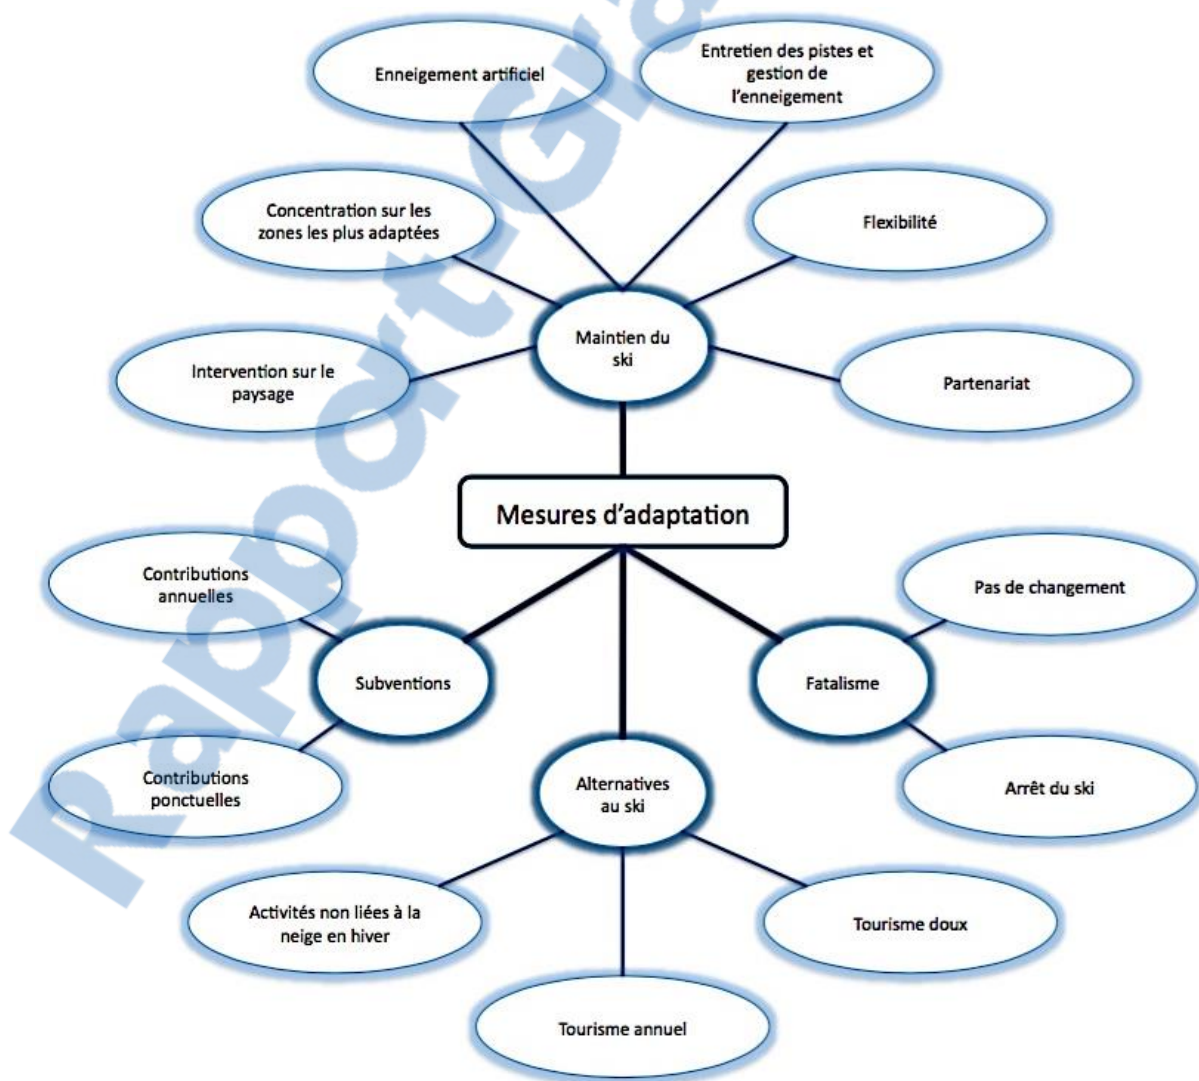 Enneigement artificiel
Entretien des pistes et
gestion de
l'enneigement
Concentration sur les
zones les plus adaptées
Flexibilité
Maintien du
ski
Intervention sur le
paysage
Partenariat
Mesures d'adaptation
Contributions
annuelles
Pas de changement
Subventions
Fatalisme
Contributions
ponctuelles
Alternatives
au ski
Arrêt du ski
Activités non liées à la
neige en hiver
Tourisme doux
Tourisme annuel